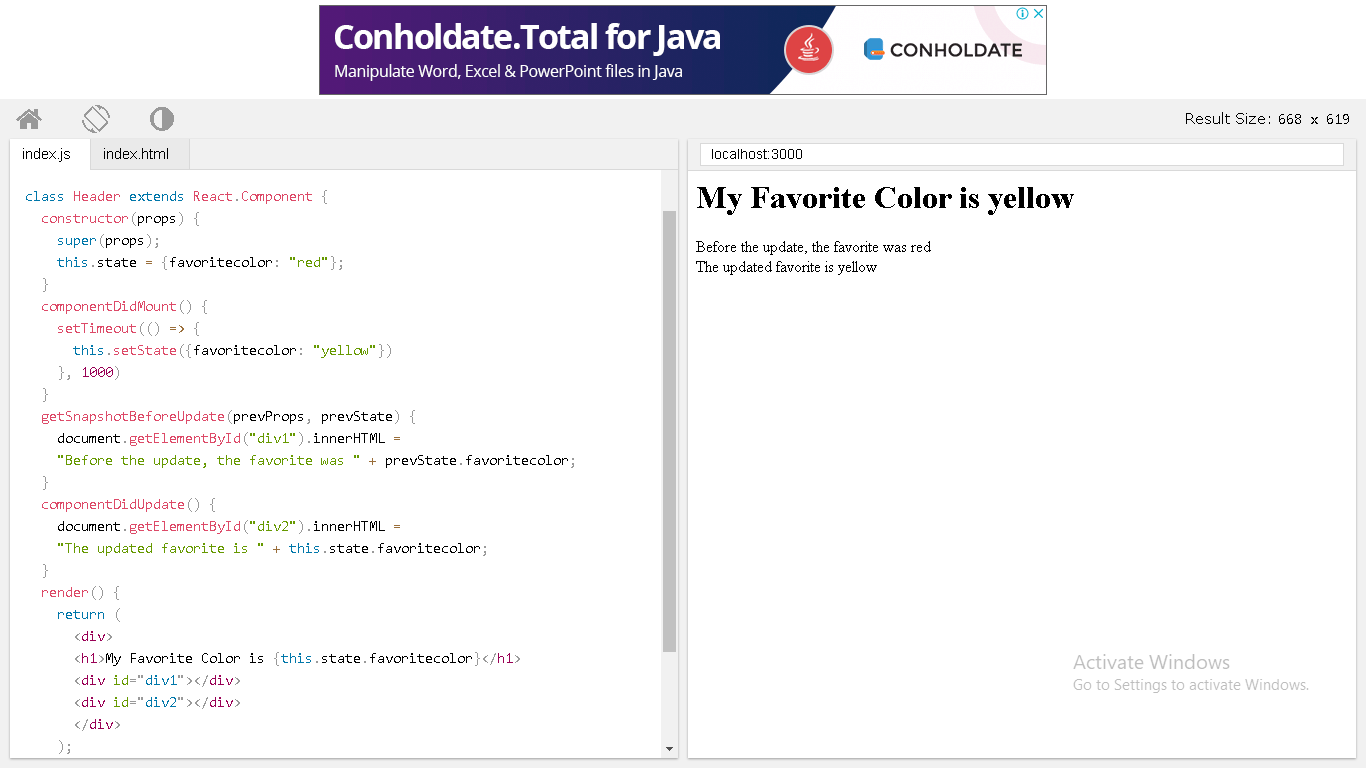 Conholdate.Total for Java
Manipulate Word, Excel & PowerPoint files in Java
CONHOLDATE
Result Size: 668 x 619
index.js
index.html
class Header extends React.Component {
  constructor(props) {
    super(props);
    this.state = {favoritecolor: "red"};
  }
  componentDidMount() {
    setTimeout(() => {
      this.setState({favoritecolor: "yellow"})
    }, 1000)
  }
  getSnapshotBeforeUpdate(prevProps, prevState) {
    document.getElementById("div1").innerHTML =
    "Before the update, the favorite was " + prevState.favoritecolor;
  }
  componentDidUpdate() {
    document.getElementById("div2").innerHTML =
    "The updated favorite is " + this.state.favoritecolor;
  }
  render() {
    return (
      <div>
      <h1>My Favorite Color is {this.state.favoritecolor}</h1>
      <div id="div1"></div>
      <div id="div2"></div>
      </div>
    );
localhost:3000
My Favorite Color is yellow
Before the update, the favorite was red
The updated favorite is yellow
Activate Windows
Go to Settings to activate Windows.